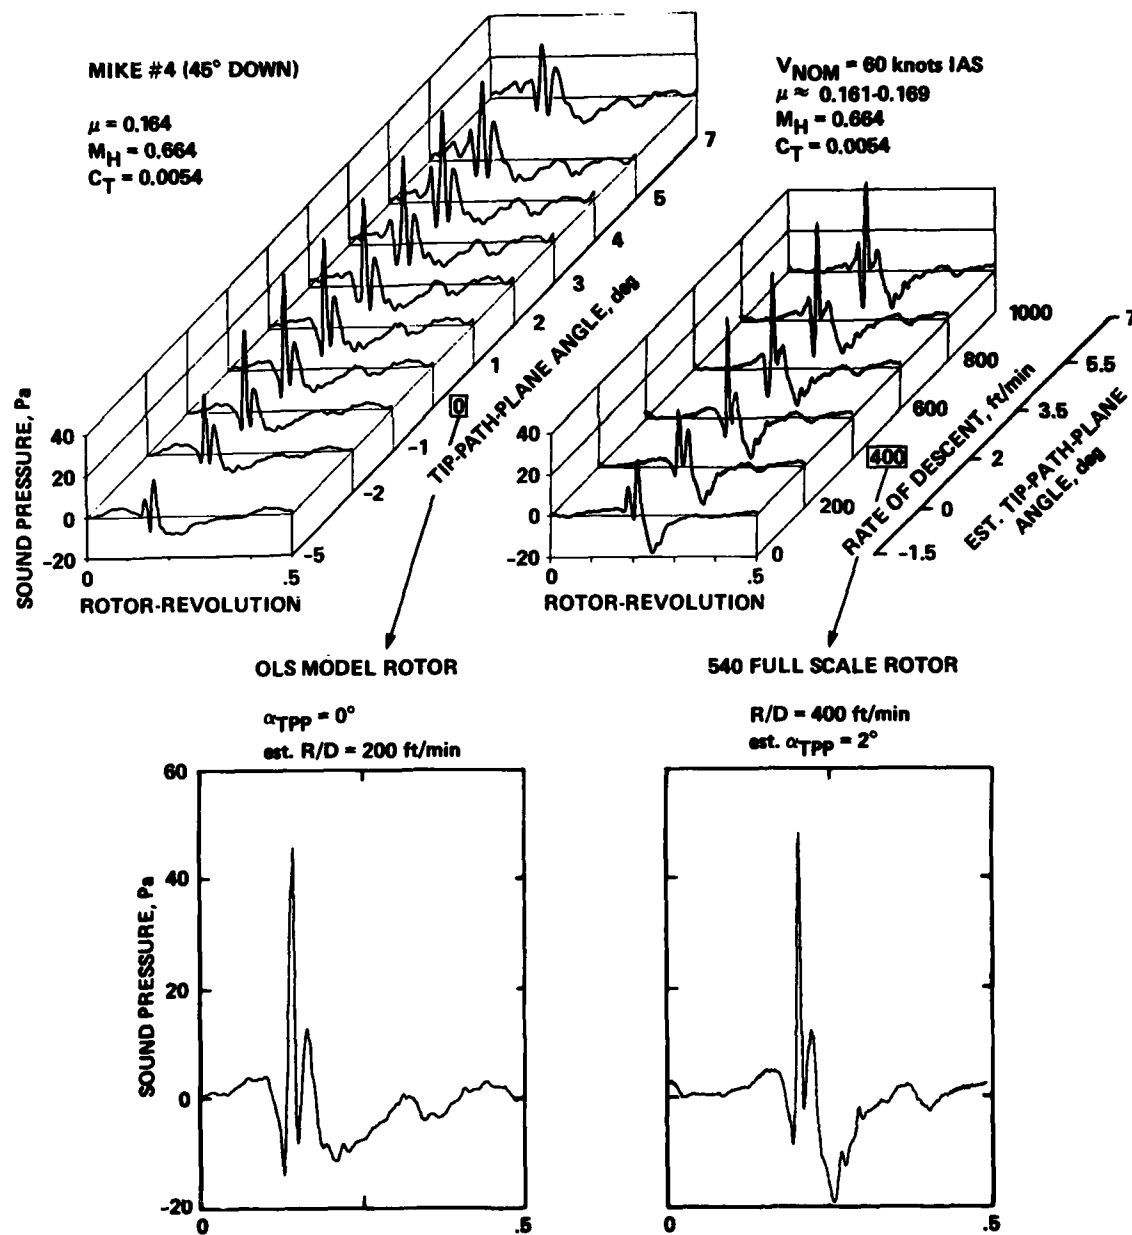 MIKE #4 (45° DOWN)
μ = 0.164
M_H = 0.664
C_T = 0.0054
V_NOM = 60 knots IAS
μ ≈ 0.161-0.169
M_H = 0.664
C_T = 0.0054
7
5
4
3
2
1
0
-1
-2
-5
TIP-PATH-PLANE ANGLE, deg
SOUND PRESSURE, Pa
40
20
0
-20
0
.5
ROTOR-REVOLUTION
1000
800
600
400
200
0
RATE OF DESCENT, ft/min
7
5.5
3.5
2
0
-1.5
EST. TIP-PATH-PLANE
ANGLE, deg
40
20
0
-20
0
.5
ROTOR-REVOLUTION
OLS MODEL ROTOR
α_TPP = 0°
est. R/D = 200 ft/min
540 FULL SCALE ROTOR
R/D = 400 ft/min
est. α_TPP = 2°
SOUND PRESSURE, Pa
60
40
20
0
-20
0
.5
0
.5